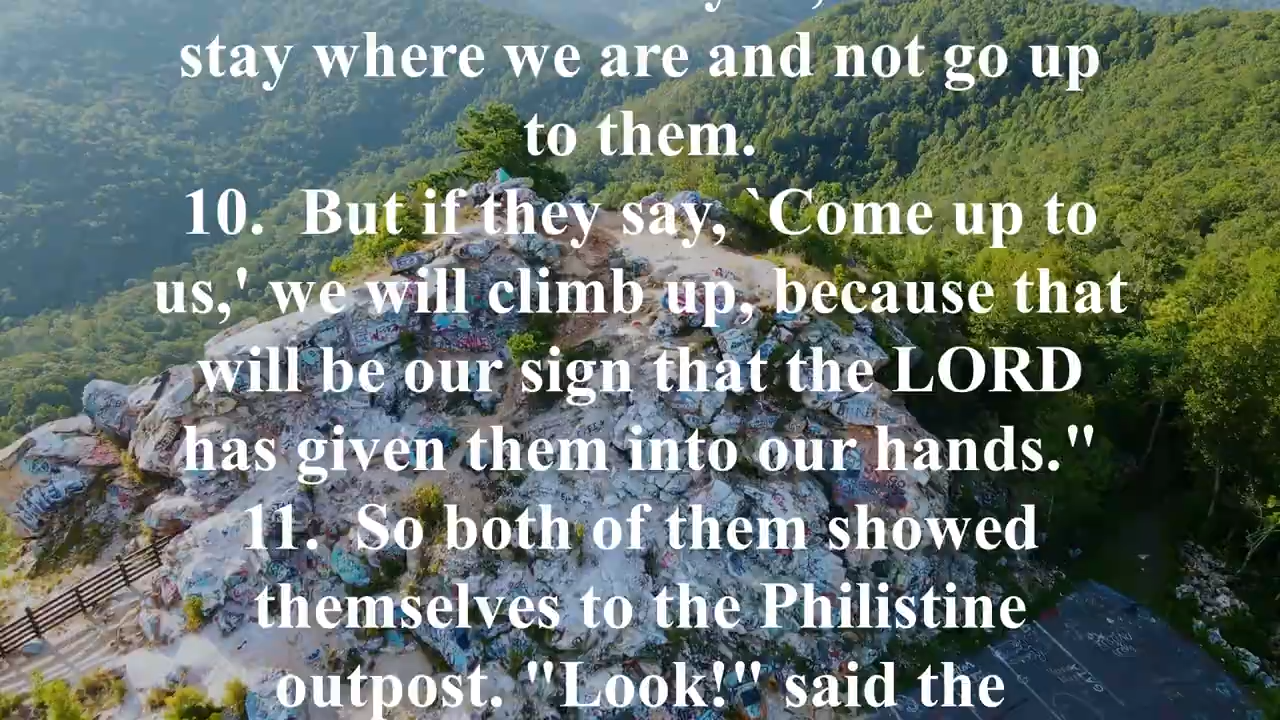 stay where we are and not go up
to them.
10. But if they say, `Come up to
us,' we will climb up, because that
will be our sign that the LORD
has given them into our hands."
11. So both of them showed
themselves to the Philistine
outpost. "Look!" said the